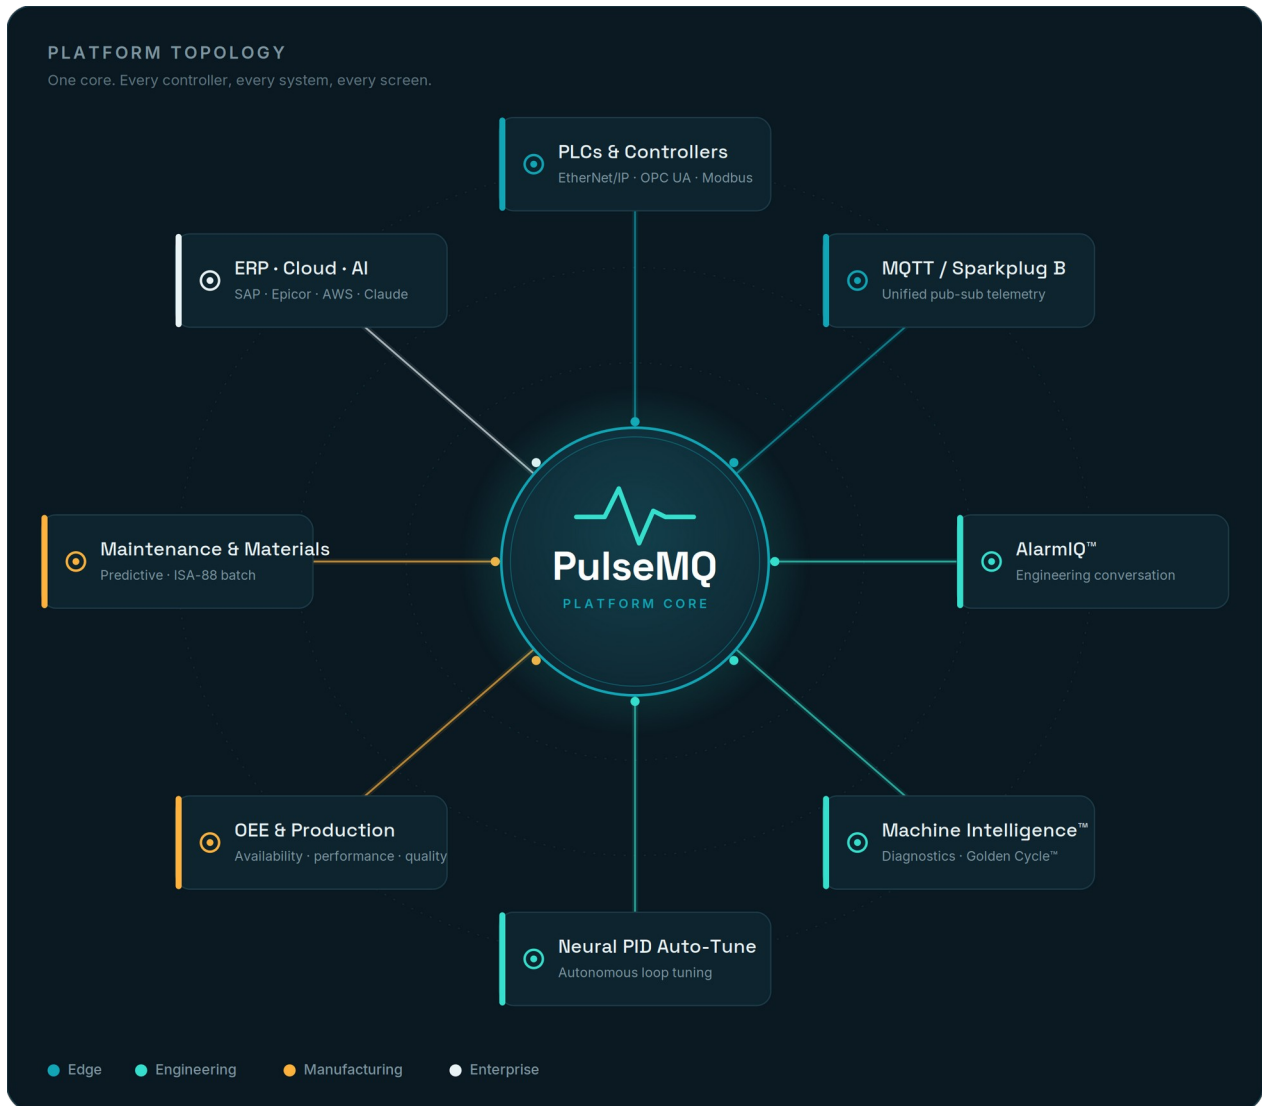 PLATFORM TOPOLOGY
One core. Every controller, every system, every screen.
PLCs & Controllers
EtherNet/IP · OPC UA · Modbus
ERP · Cloud · AI
SAP · Epicor · AWS · Claude
MQTT / Sparkplug B
Unified pub-sub telemetry
Maintenance & Materials
Predictive · ISA-88 batch
PulseMQ
PLATFORM CORE
AlarmIQ™
Engineering conversation
OEE & Production
Availability · performance · quality
Machine Intelligence™
Diagnostics · Golden Cycle™
Neural PID Auto-Tune
Autonomous loop tuning
Edge
Engineering
Manufacturing
Enterprise